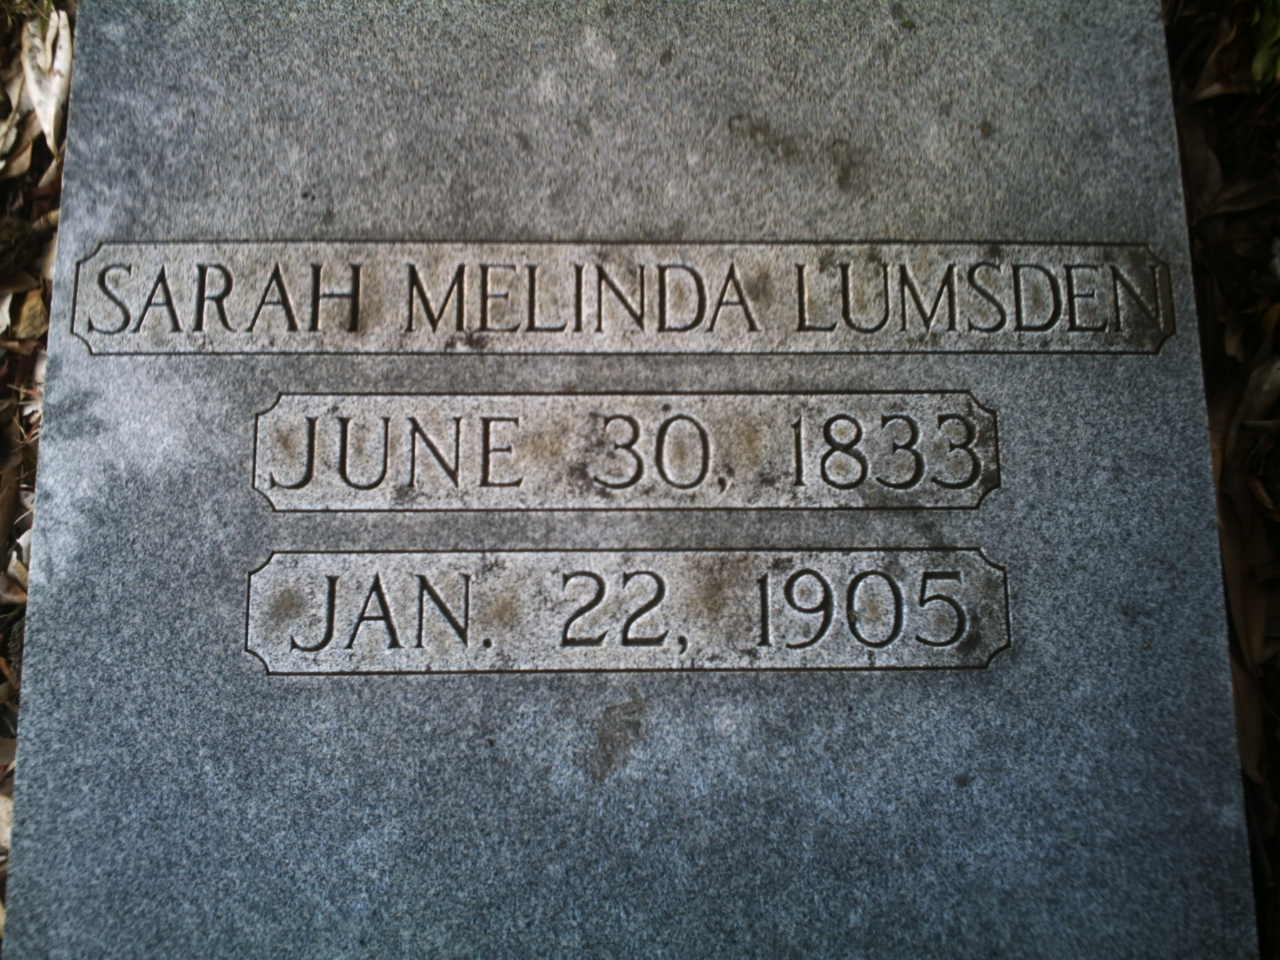 SARAH MELINDA LUMSDEN
JUNE 30, 1833
JAN. 22, 1905